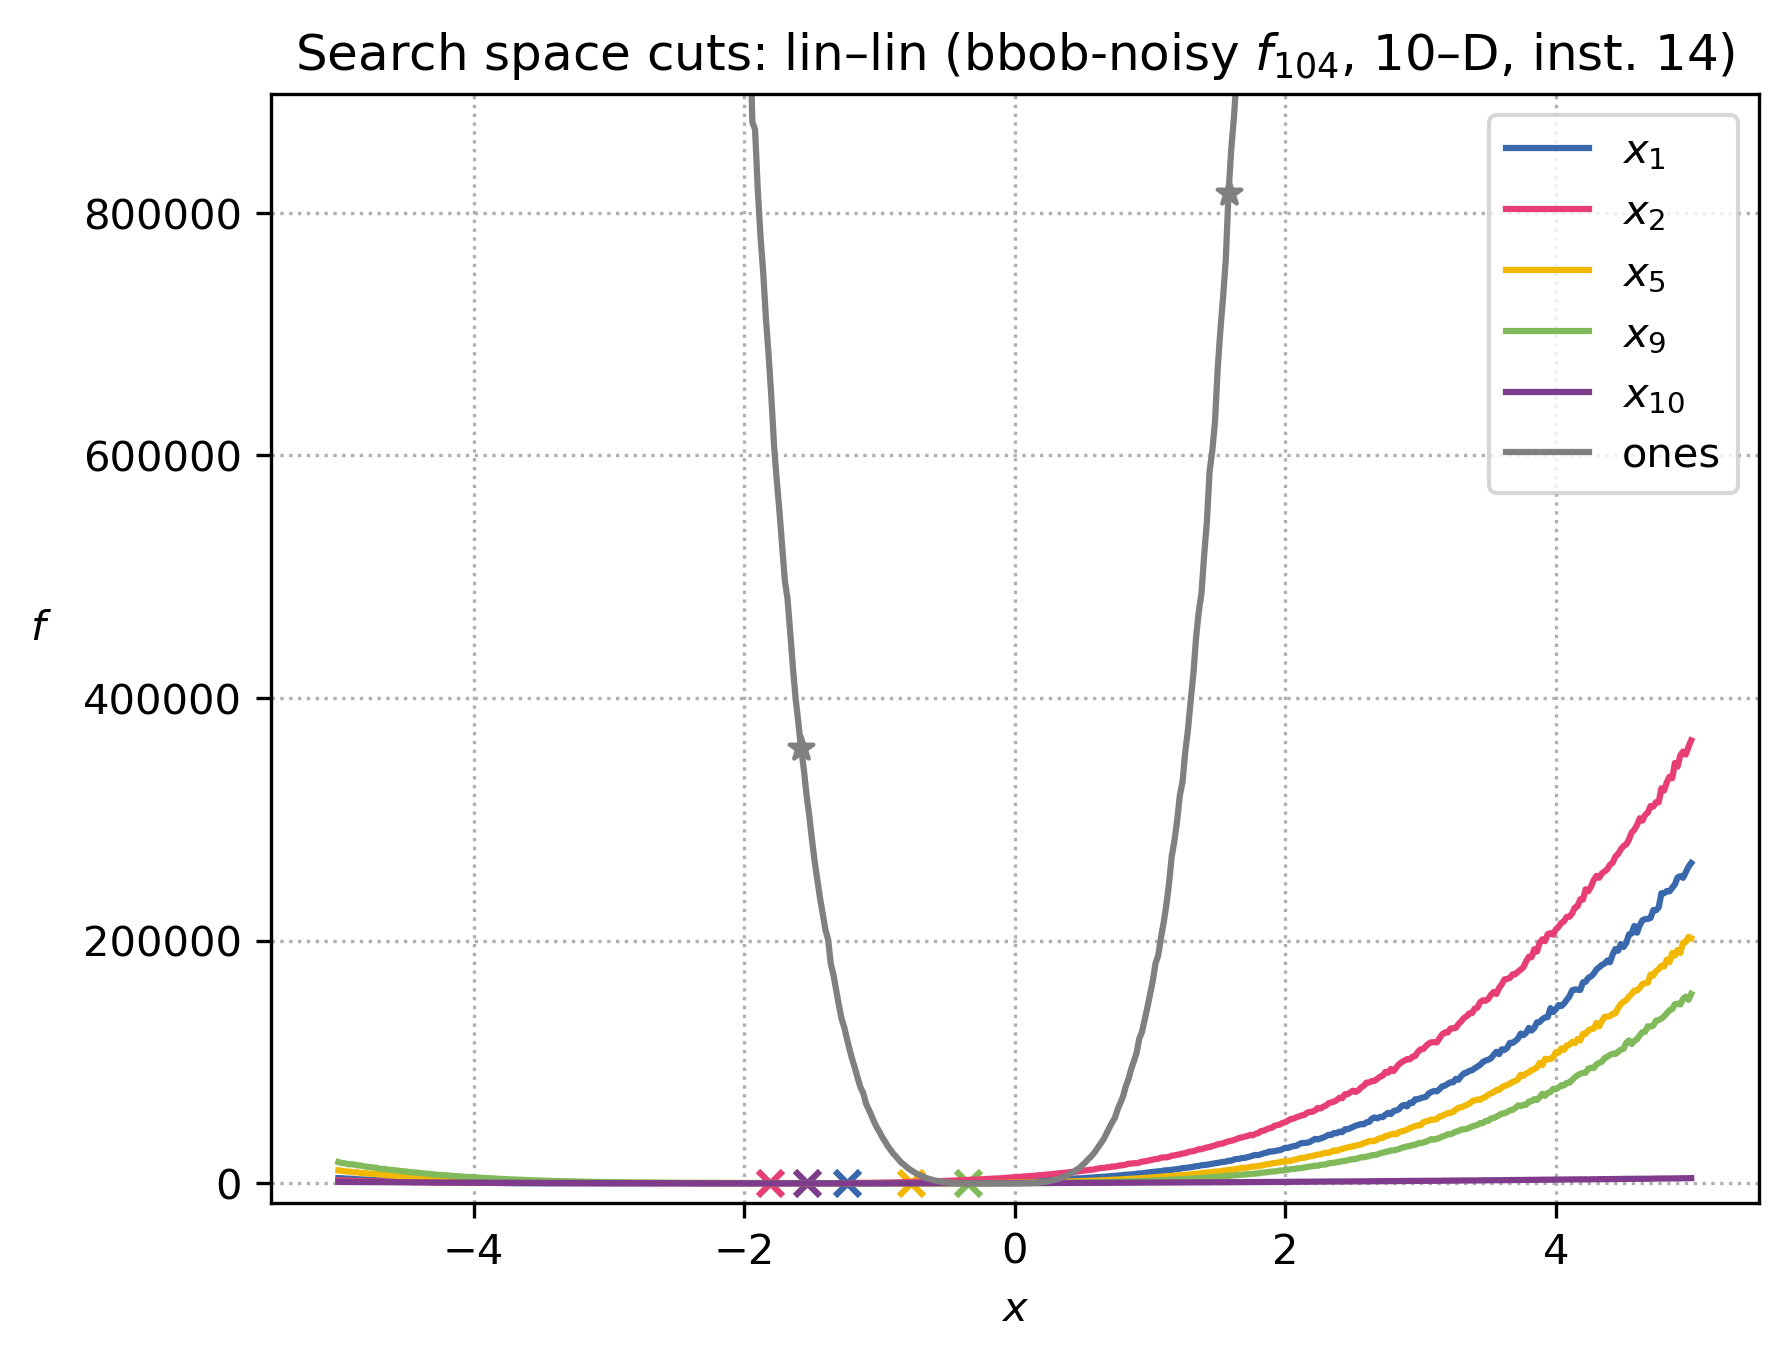 Search space cuts: lin–lin (bbob-noisy f₁₀₄, 10–D, inst. 14)
x₁
x₂
x₅
x₉
x₁₀
ones
800000
600000
400000
200000
0
f
−4 −2 0 2 4
x